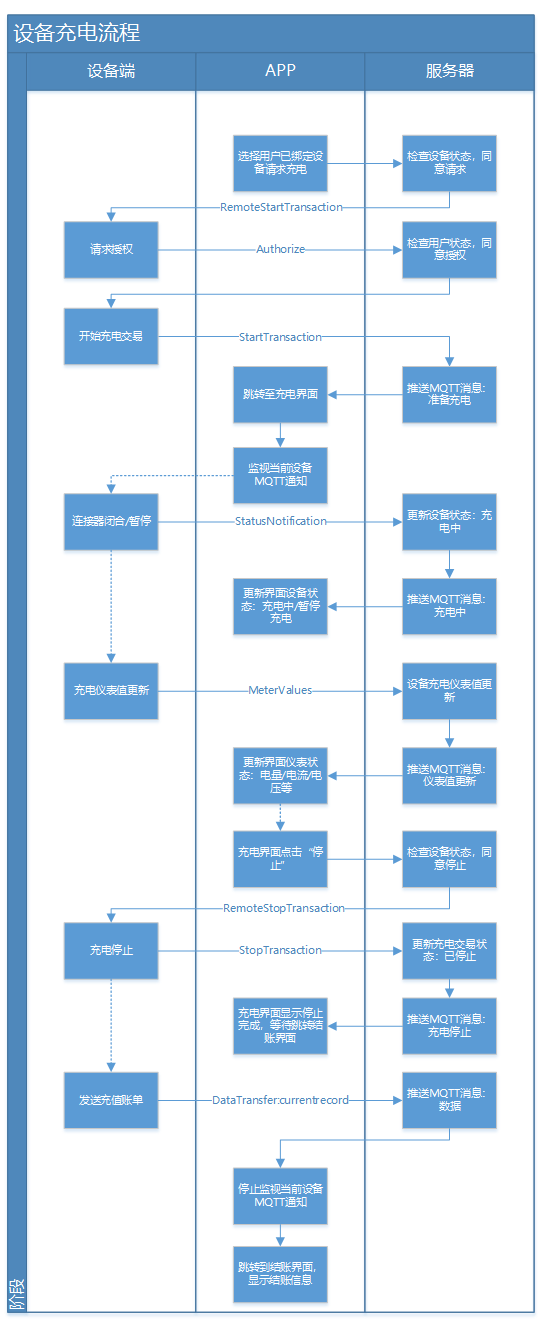 设备充电流程
设备端
APP
服务器
选择用户已绑定设
备请求充电
检查设备状态，同
意请求
RemoteStartTransaction
请求授权
Authorize
检查用户状态，同
意授权
开始充电交易
StartTransaction
跳转至充电界面
推送MQTT消息：
准备充电
监视当前设备
MQTT通知
连接器闭合/暂停
StatusNotification
更新设备状态：充
电中
更新界面设备状
态：充电中/暂停
充电
推送MQTT消息：
充电中
充电仪表值更新
MeterValues
设备充电仪表值更
新
更新界面仪表状
态：电量/电流/电
压等
推送MQTT消息：
仪表值更新
充电界面点击“停
止”
检查设备状态，同
意停止
RemoteStopTransaction
充电停止
StopTransaction
更新充电交易状
态：已停止
充电界面显示停止
完成，等待跳转结
账界面
推送MQTT消息：
充电停止
发送充值账单
DataTransfer:currentrecord
推送MQTT消息：
数据
停止监视当前设备
MQTT通知
跳转到结账界面，
显示结账信息
阶段